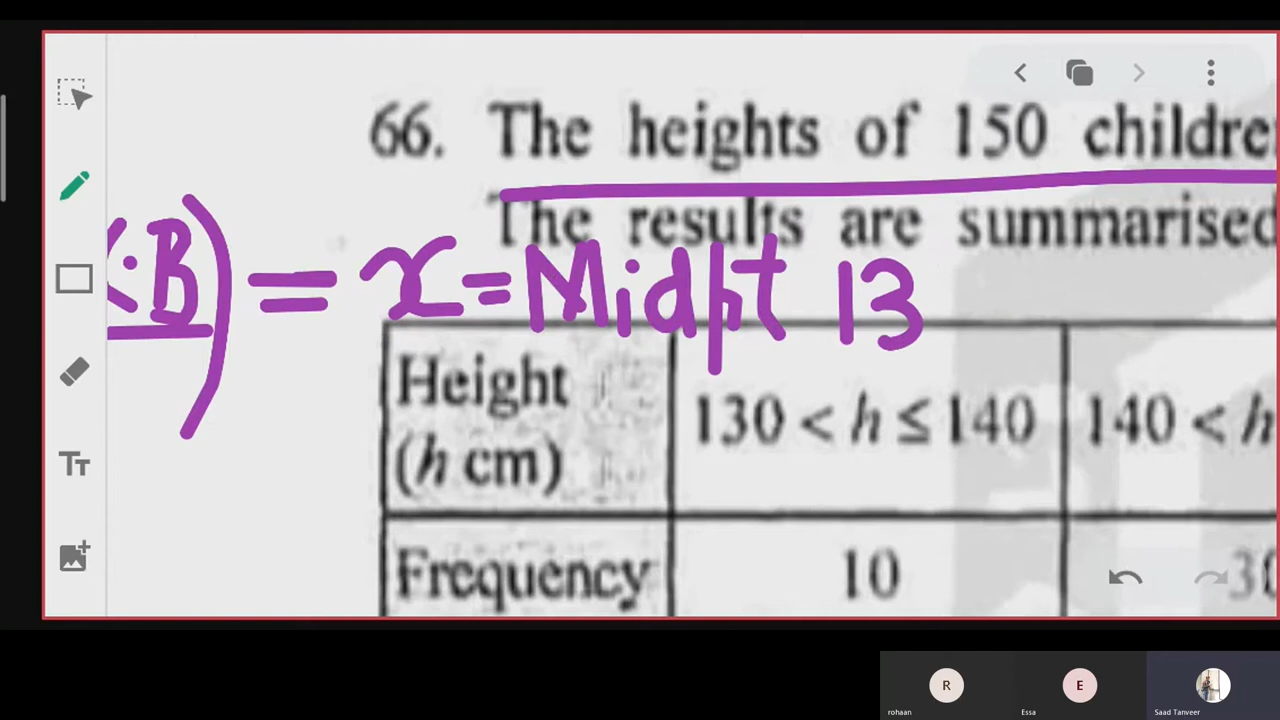 66. The heights of 150 childre
The results are summarised
·B) = x = Midpt 13
Height (h cm) 130 < h ≤ 140 140 < h
Frequency 10
TT
R E
rohaan Essa Saad Tanveer